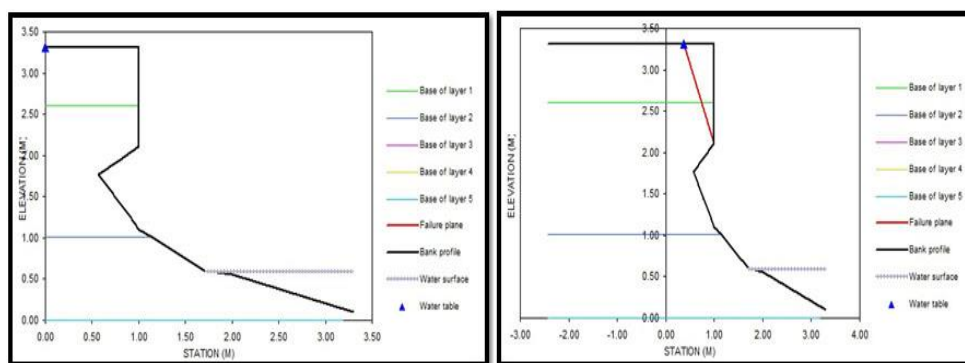 3.50
3.00
2.50
2.00
1.50
1.00
0.50
0.00
ELEVATION (M)
0.00 0.50 1.00 1.50 2.00 2.50 3.00 3.50
STATION (M)
Base of layer 1
Base of layer 2
Base of layer 3
Base of layer 4
Base of layer 5
Failure plane
Bank profile
Water surface
Water table
3.50
3.00
2.50
2.00
1.50
1.00
0.50
0.00
ELEVATION (M)
-3.00 -2.00 -1.00 0.00 1.00 2.00 3.00 4.00
STATION (M)
Base of layer 1
Base of layer 2
Base of layer 3
Base of layer 4
Base of layer 5
Failure plane
Bank profile
Water surface
Water table